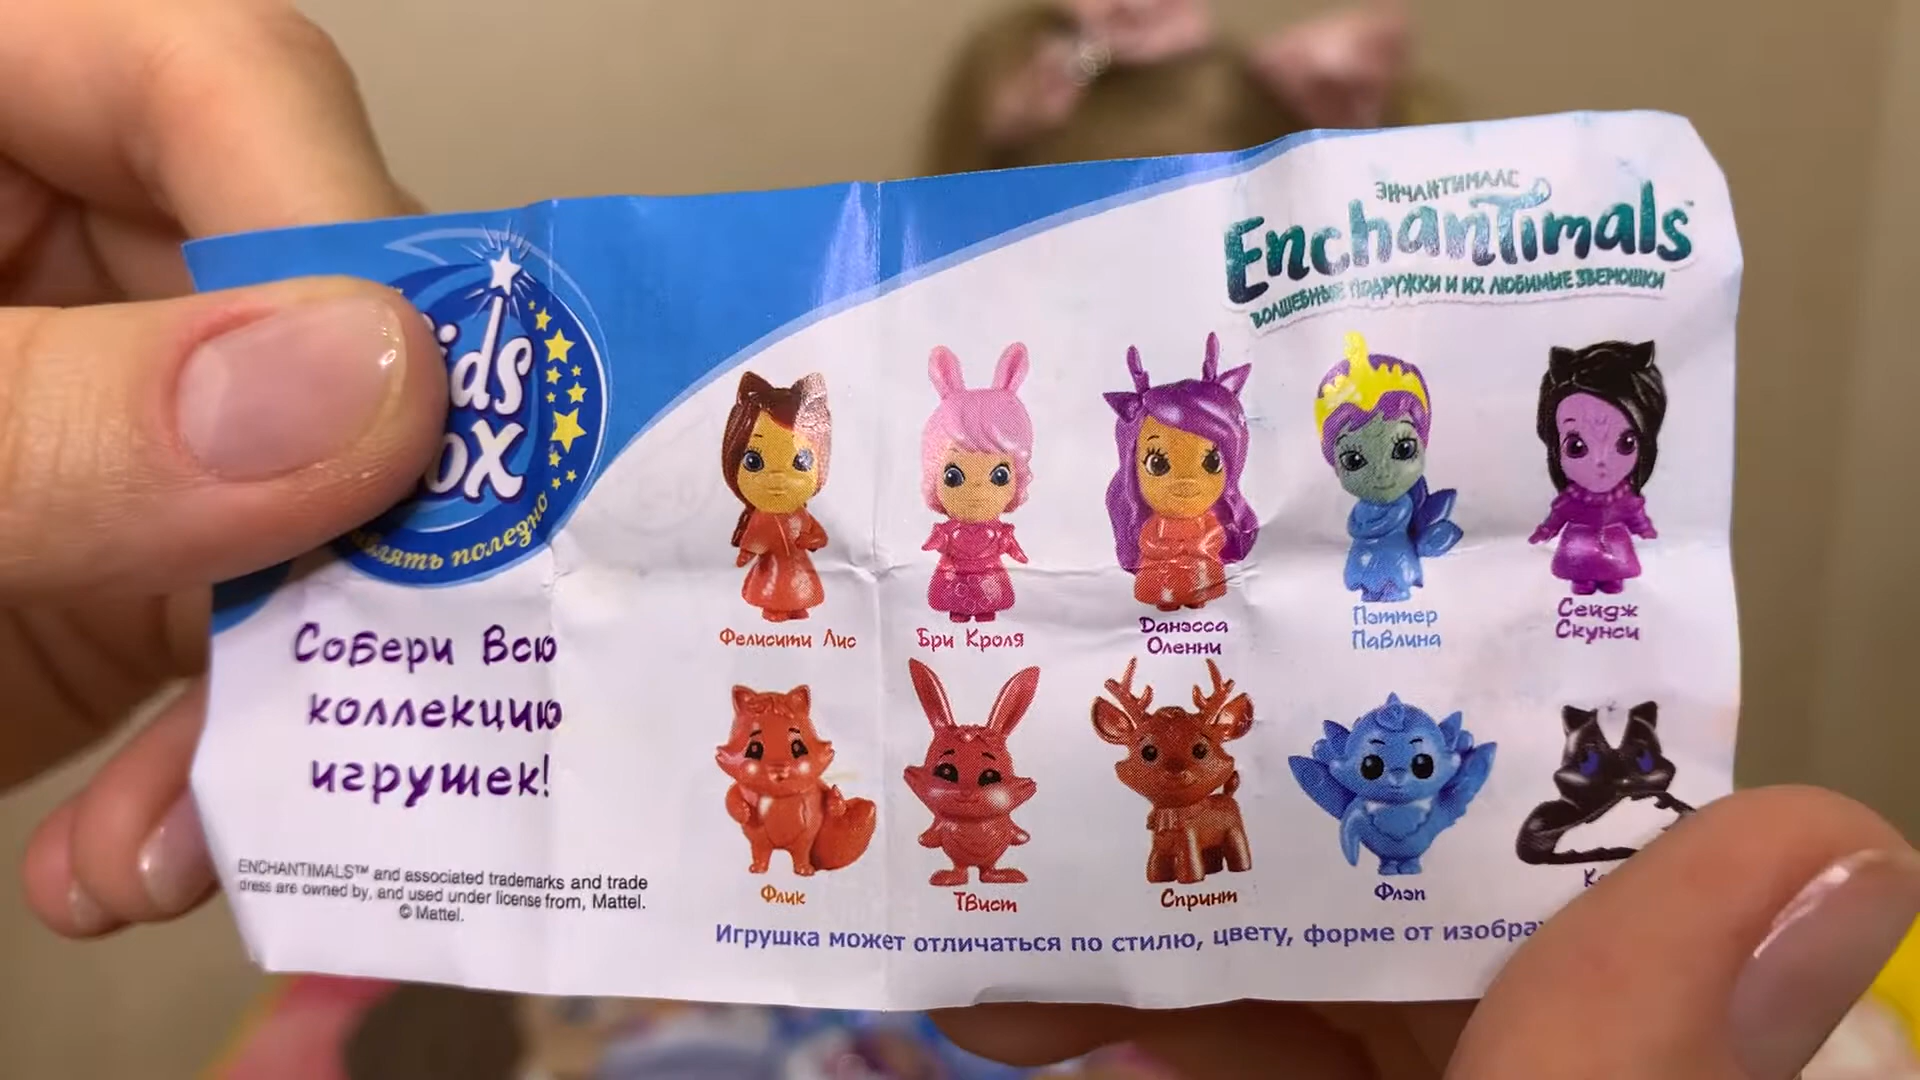 ЭНЧАНТИМАЛС
EnchanTimals™
ВОЛШЕБНЫЕ ПОДРУЖКИ И ИХ ЛЮБИМЫЕ ЗВЕРЮШКИ
полезно
Собери Всю
коллекцию
игрушек!
Фелисити Лис
Бри Кроля
Данэсса
Оленни
Пэттер
Павлина
Сейдж
Скунси
Флик
Твист
Спринт
Флэп
ENCHANTIMALS™ and associated trademarks and trade
dress are owned by, and used under license from, Mattel.
© Mattel.
Игрушка может отличаться по стилю, цвету, форме от